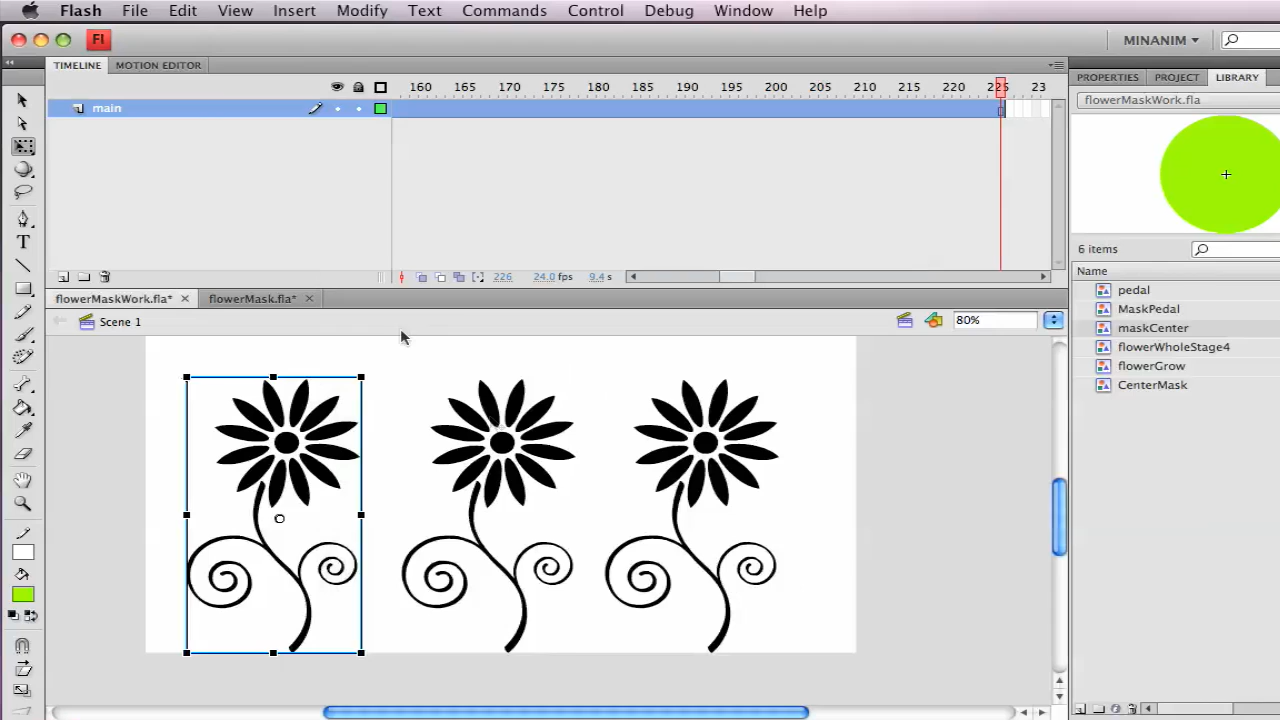 Flash File Edit View Insert Modify Text Commands Control Debug Window Help
Fl MINANIM
TIMELINE MOTION EDITOR
PROPERTIES PROJECT LIBRARY
160 165 170 175 180 185 190 195 200 205 210 215 220 225 23
main
flowerMaskWork.fla
6 items
Name
pedal
MaskPedal
maskCenter
flowerWholeStage4
flowerGrow
CenterMask
226 24.0 fps 9.4 s
flowerMaskWork.fla* flowerMask.fla*
Scene 1 80%
T